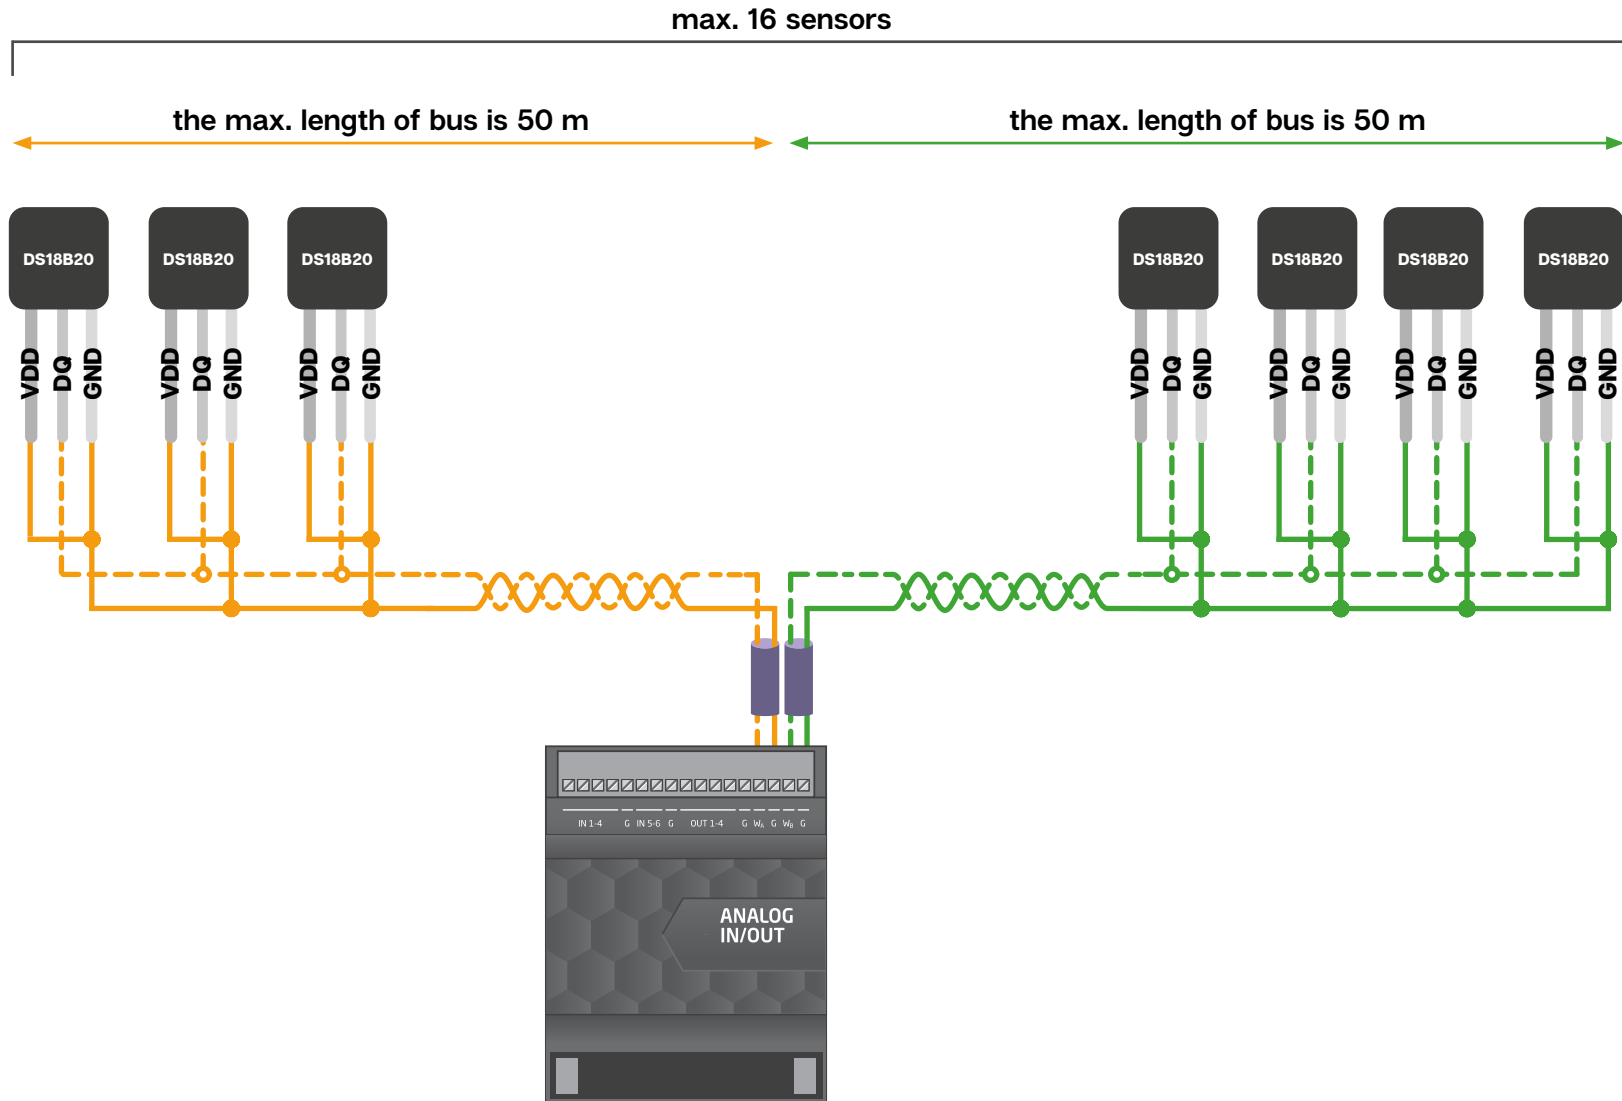 max. 16 sensors
the max. length of bus is 50 m
the max. length of bus is 50 m
DS18B20 DS18B20 DS18B20 DS18B20 DS18B20 DS18B20 DS18B20
VDD DQ GND VDD DQ GND VDD DQ GND VDD DQ GND VDD DQ GND VDD DQ GND VDD DQ GND
IN 1-4 G IN 5-6 G OUT 1-4 G WA G WB G
ANALOG
IN/OUT